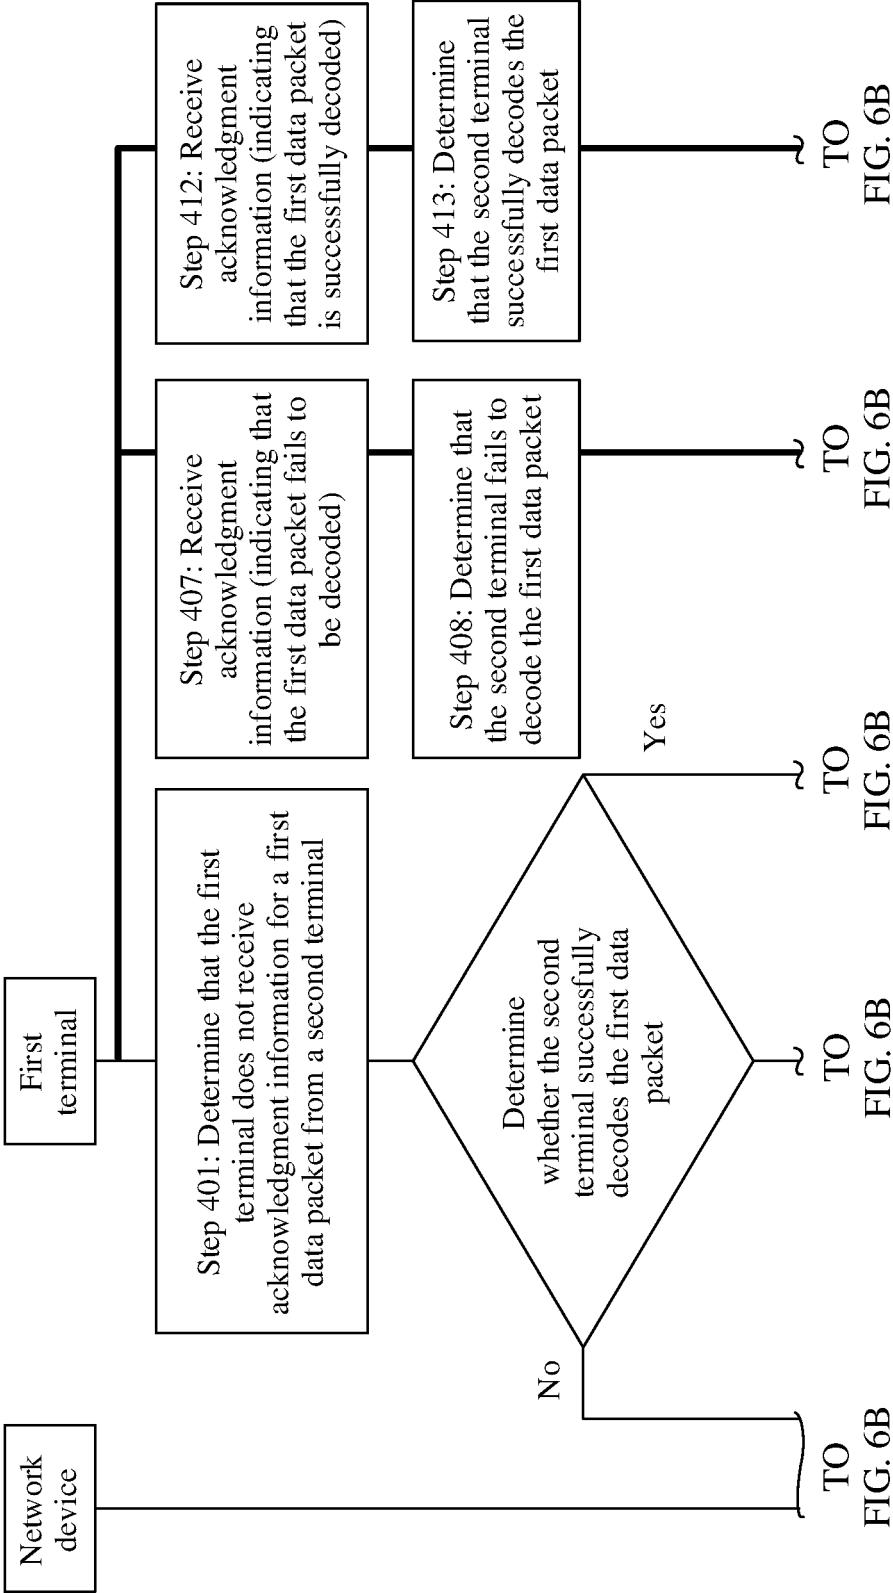 Network
device
First
terminal
Step 401: Determine that the first
terminal does not receive
acknowledgment information for a first
data packet from a second terminal
Step 407: Receive
acknowledgment
information (indicating that
the first data packet fails to
be decoded)
Step 412: Receive
acknowledgment
information (indicating
that the first data packet
is successfully decoded)
Determine
whether the second
terminal successfully
decodes the first data
packet
No
Yes
Step 408: Determine that
the second terminal fails to
decode the first data packet
Step 413: Determine
that the second terminal
successfully decodes the
first data packet
TO
FIG. 6B
TO
FIG. 6B
TO
FIG. 6B
TO
FIG. 6B
TO
FIG. 6B